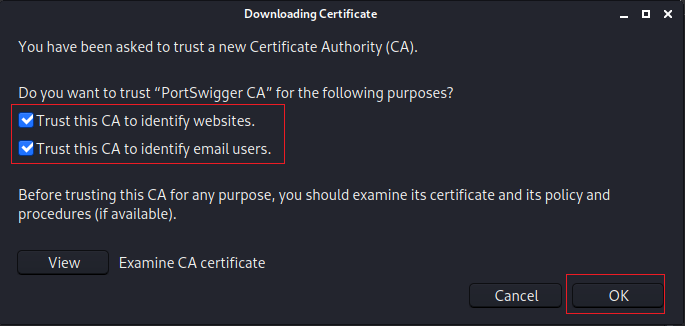 Downloading Certificate
You have been asked to trust a new Certificate Authority (CA).
Do you want to trust “PortSwigger CA” for the following purposes?
Trust this CA to identify websites.
Trust this CA to identify email users.
Before trusting this CA for any purpose, you should examine its certificate and its policy and
procedures (if available).
View Examine CA certificate
Cancel OK